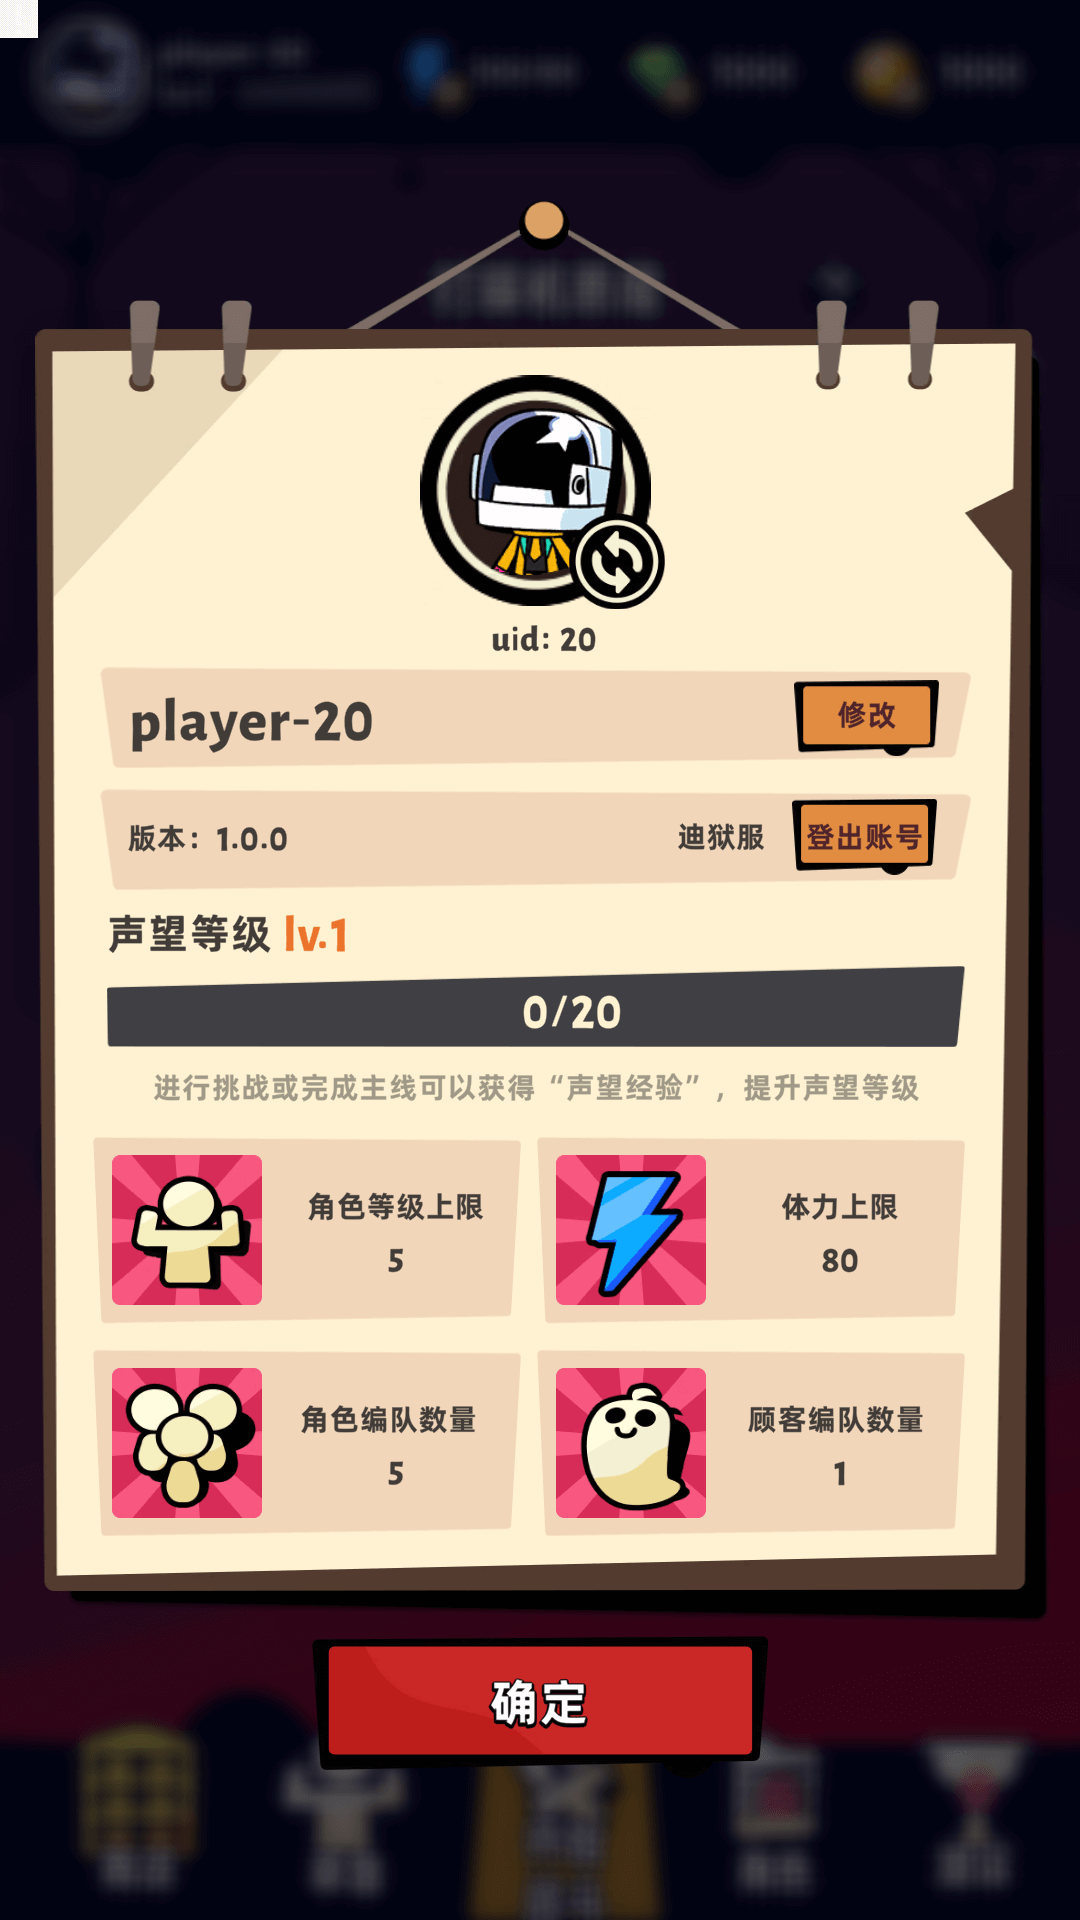 uid: 20
player-20
修改
版本：1.0.0
迪狱服
登出账号
声望等级 lv.1
0/20
进行挑战或完成主线可以获得“声望经验”，提升声望等级
角色等级上限
5
体力上限
80
角色编队数量
5
顾客编队数量
1
确定